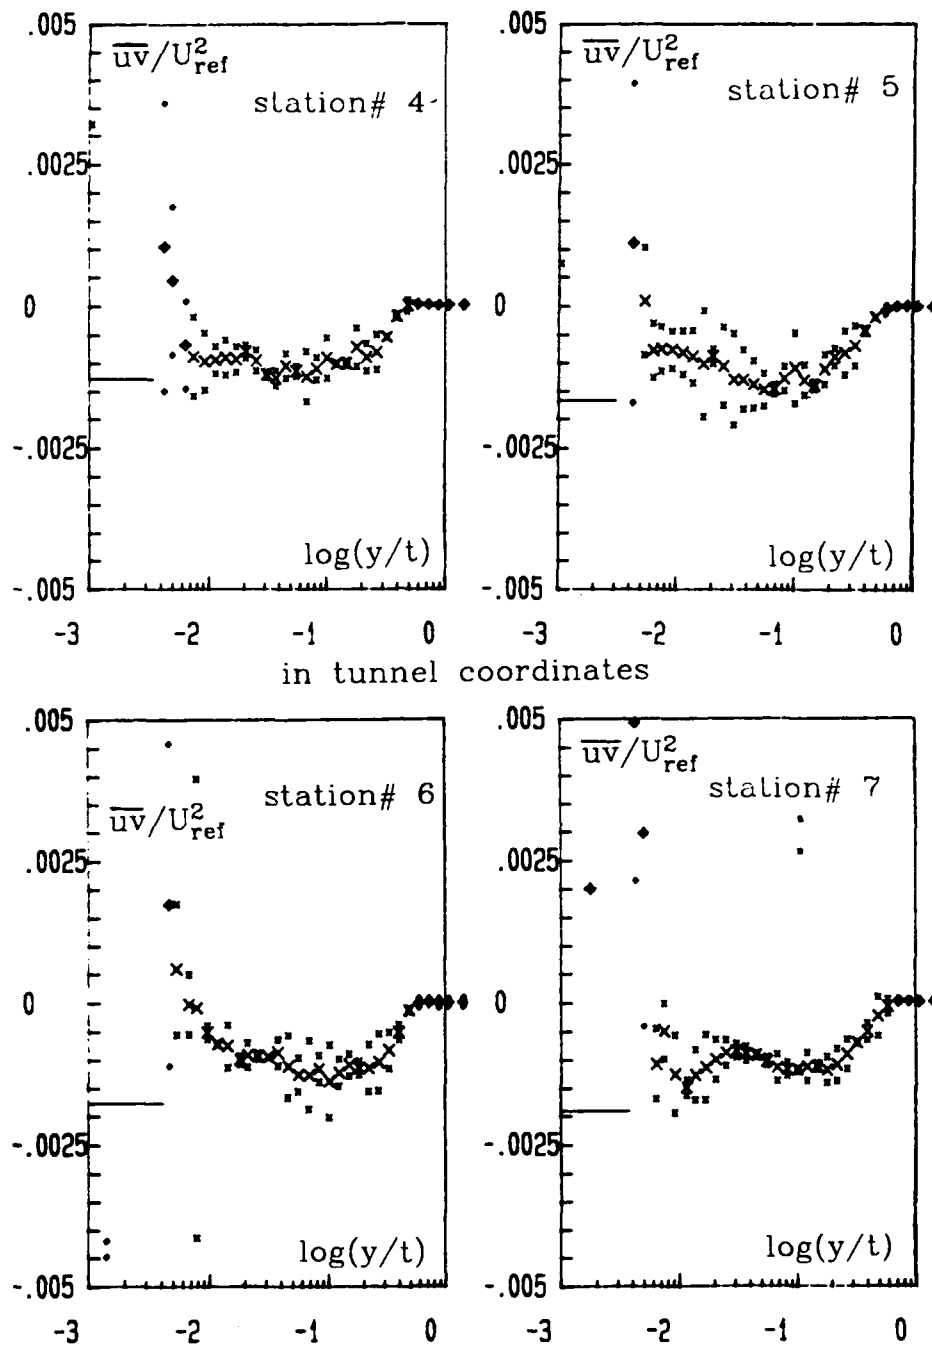 .005
uv/U²ref
station# 4
.0025
0
-.0025
log(y/t)
-.005
-3 -2 -1 0
.005
uv/U²ref
station# 5
.0025
0
-.0025
log(y/t)
-.005
-3 -2 -1 0
in tunnel coordinates
.005
station# 6
uv/U²ref
.0025
0
-.0025
log(y/t)
-.005
-3 -2 -1 0
.005
uv/U²ref
station# 7
.0025
0
-.0025
log(y/t)
-.005
-3 -2 -1 0